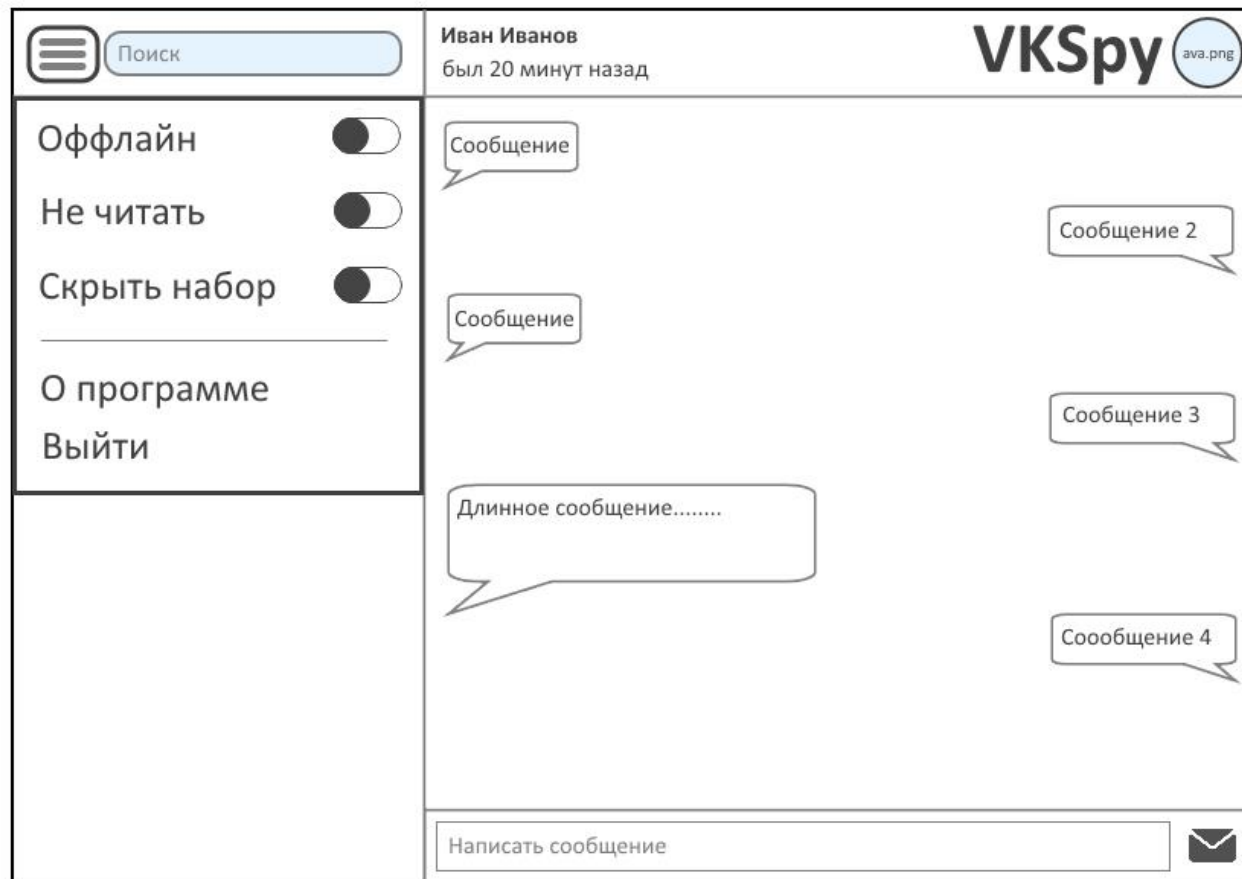 Поиск
Иван Иванов
был 20 минут назад
VKSpy
ava.png
Оффлайн
Не читать
Скрыть набор
О программе
Выйти
Сообщение
Сообщение 2
Сообщение
Сообщение 3
Длинное сообщение........
Соообщение 4
Написать сообщение